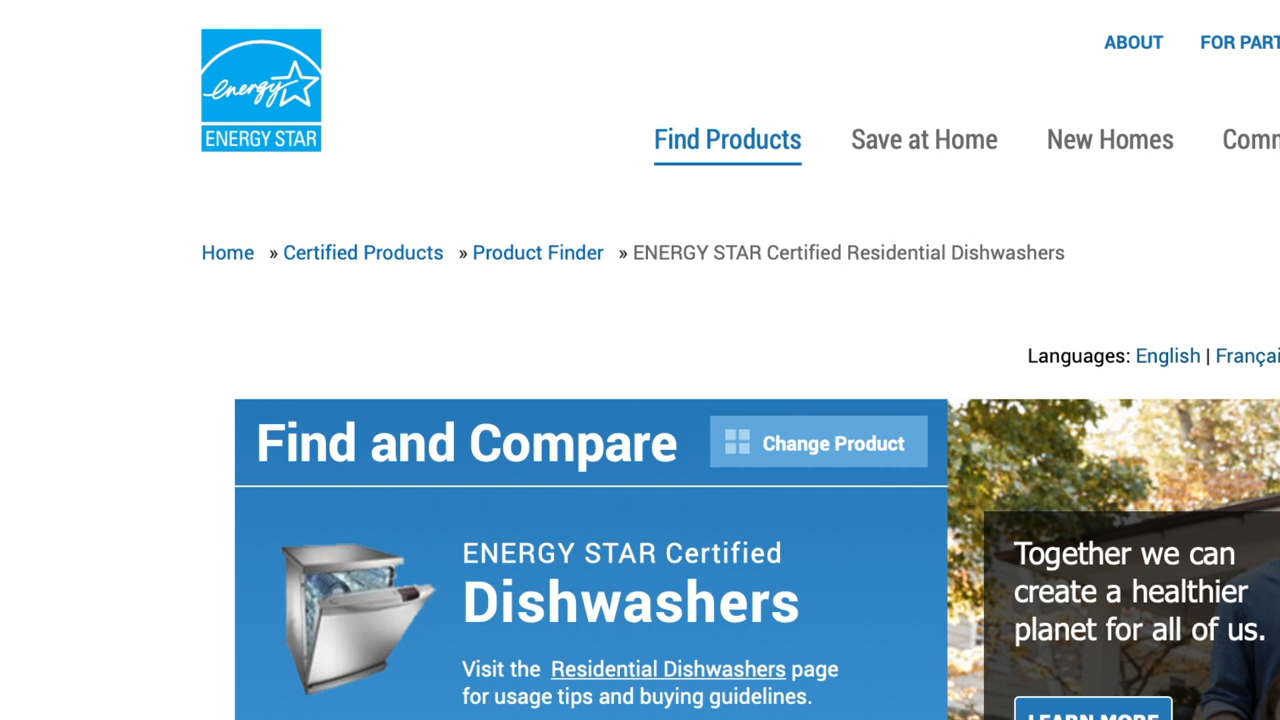 energy
ENERGY STAR
ABOUT FOR PART
Find Products Save at Home New Homes Comm
Home » Certified Products » Product Finder » ENERGY STAR Certified Residential Dishwashers
Languages: English | Françai
Find and Compare Change Product
ENERGY STAR Certified
Dishwashers
Visit the Residential Dishwashers page
for usage tips and buying guidelines.
Together we can
create a healthier
planet for all of us.
LEARN MORE